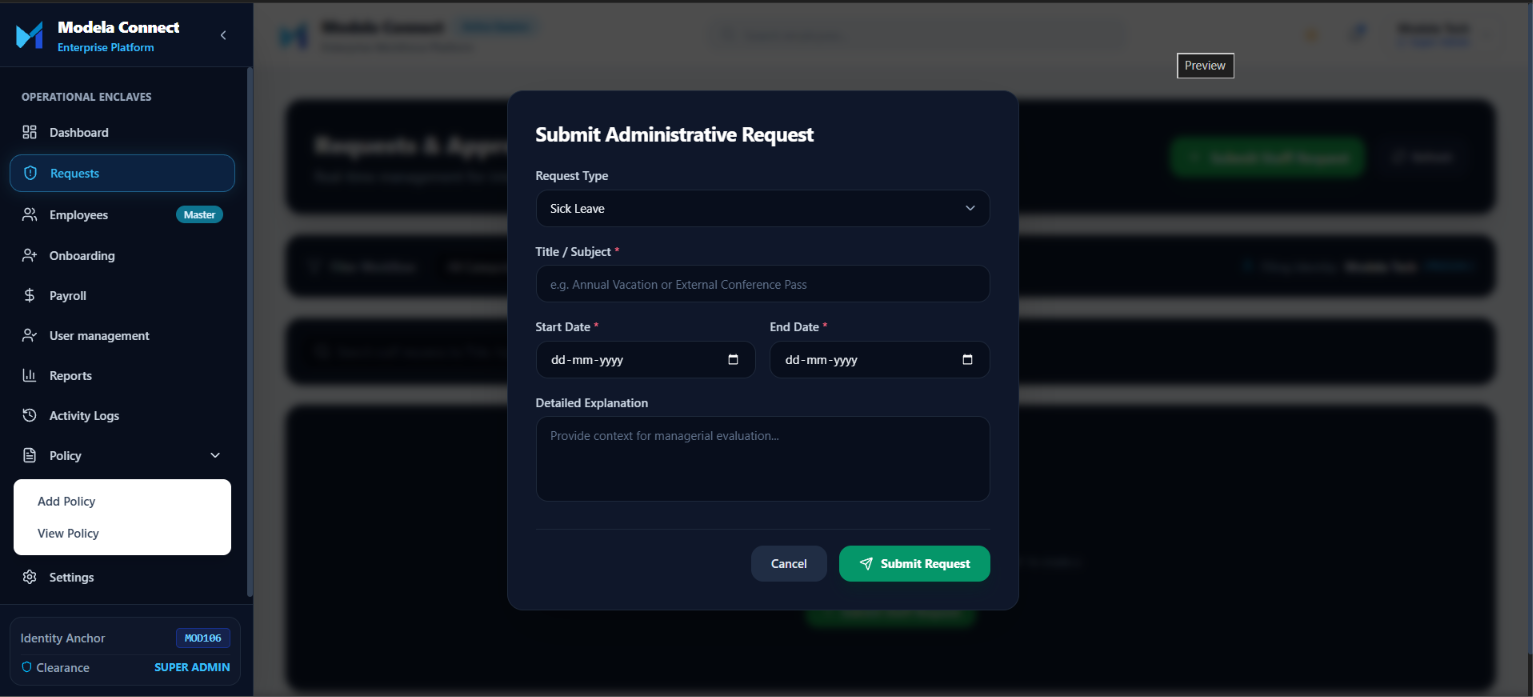 Modela Connect
Enterprise Platform
OPERATIONAL ENCLAVES
Dashboard
Requests
Employees
Master
Onboarding
Payroll
User management
Reports
Activity Logs
Policy
Add Policy
View Policy
Settings
Identity Anchor
MOD106
Clearance
SUPER ADMIN
Preview
Submit Administrative Request
Request Type
Sick Leave
Title / Subject *
e.g. Annual Vacation or External Conference Pass
Start Date *
End Date *
dd-mm-yyyy
dd-mm-yyyy
Detailed Explanation
Provide context for managerial evaluation...
Cancel
Submit Request
Modela Connect
Requests &